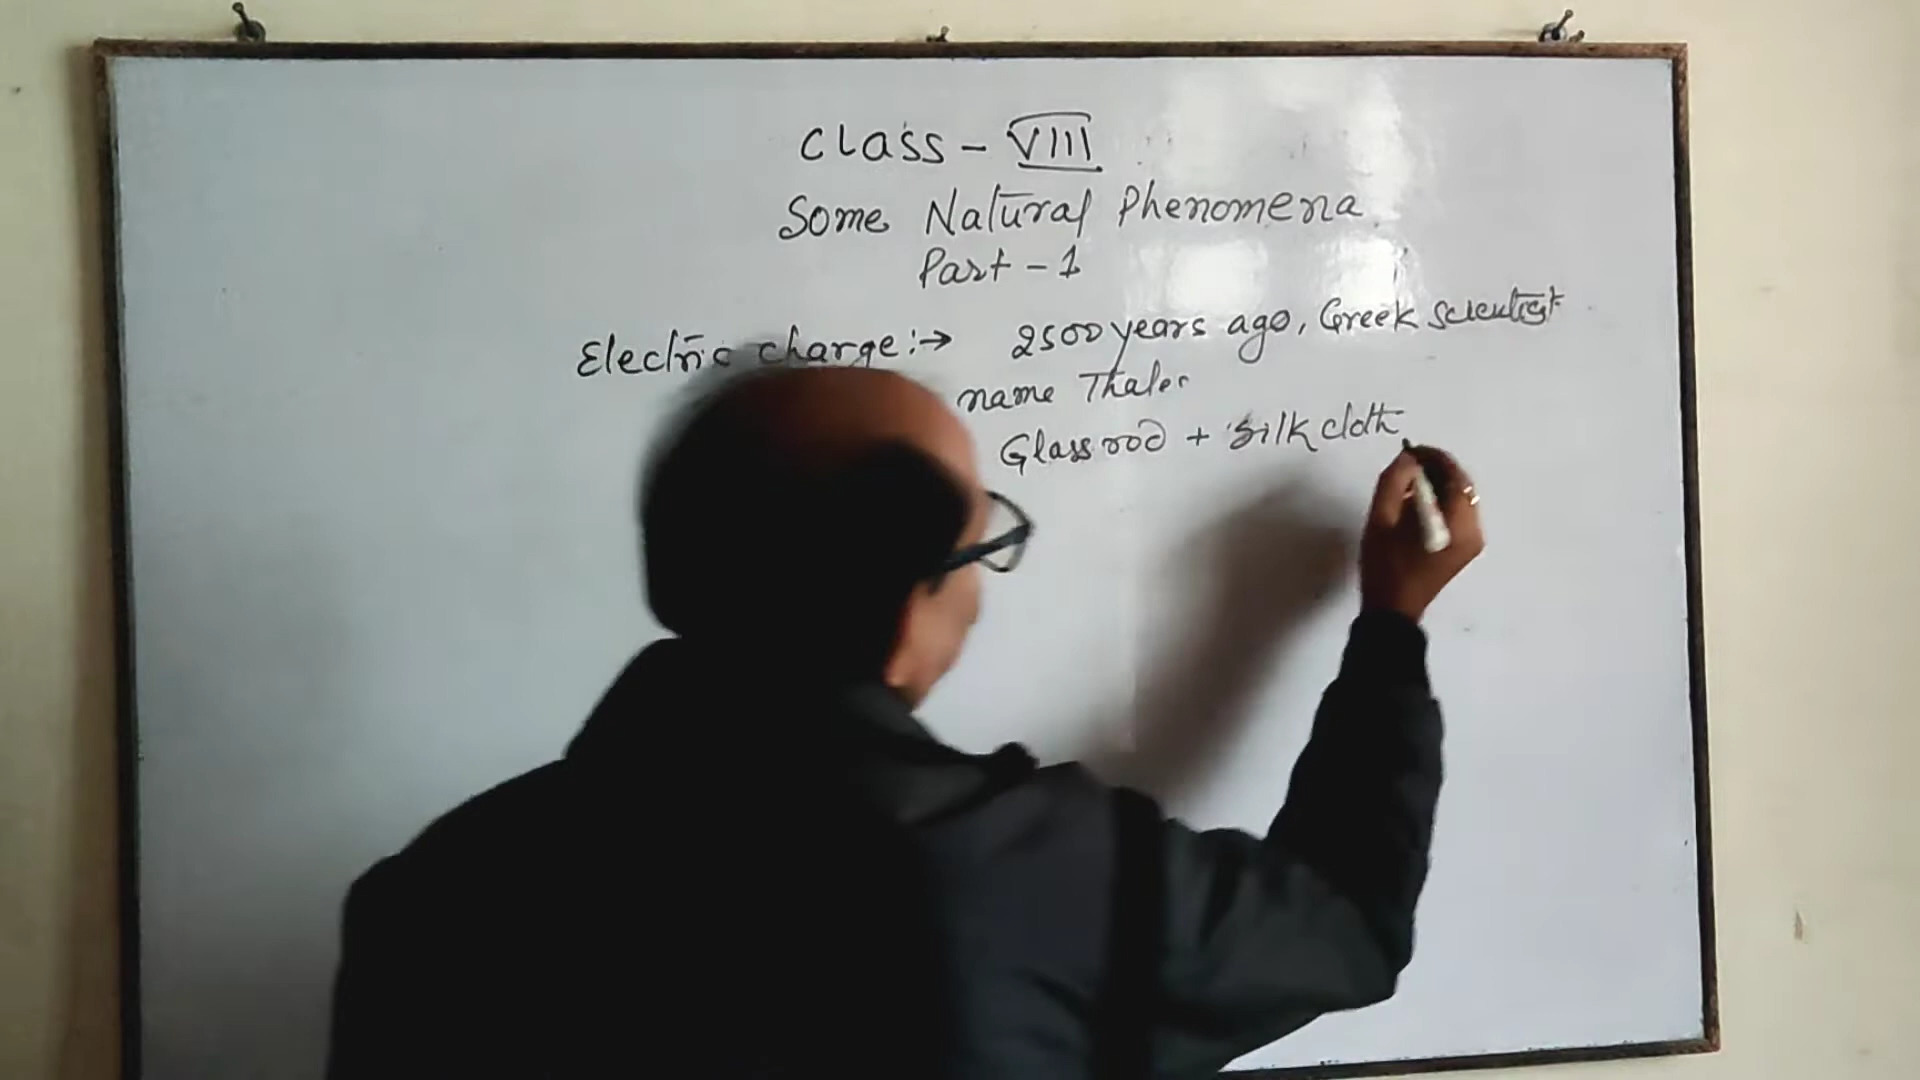 Class - VIII
Some Natural Phenomena
Part - 1
Electric charge :→ 2500 years ago, Greek scientist
name Thales
Glass rod + Silk cloth